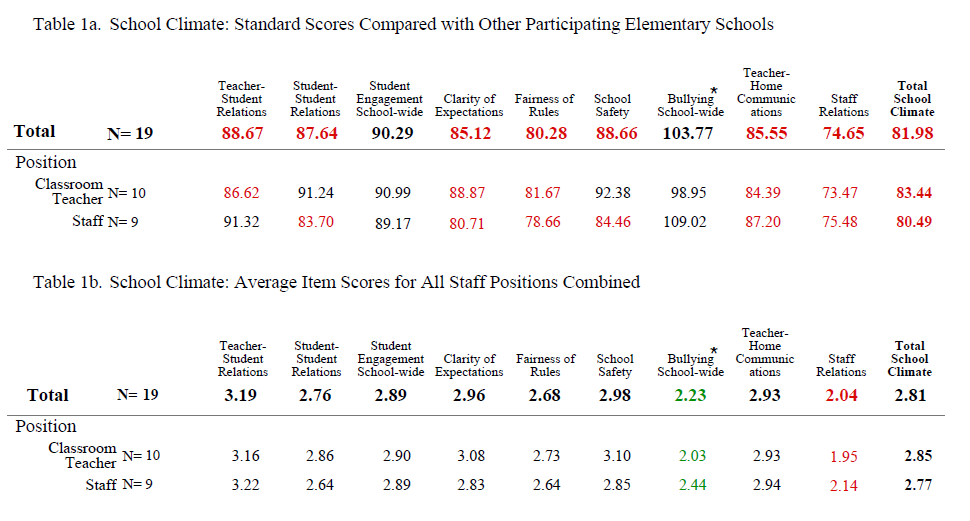 Table 1a. School Climate: Standard Scores Compared with Other Participating Elementary Schools
Teacher-Student Relations Student-Student Relations Student Engagement School-wide Clarity of Expectations Fairness of Rules School Safety Bullying* School-wide Teacher-Home Communic ations Staff Relations Total School Climate
Total N= 19 88.67 87.64 90.29 85.12 80.28 88.66 103.77 85.55 74.65 81.98
Position
Classroom Teacher N= 10 86.62 91.24 90.99 88.87 81.67 92.38 98.95 84.39 73.47 83.44
Staff N= 9 91.32 83.70 89.17 80.71 78.66 84.46 109.02 87.20 75.48 80.49
Table 1b. School Climate: Average Item Scores for All Staff Positions Combined
Teacher-Student Relations Student-Student Relations Student Engagement School-wide Clarity of Expectations Fairness of Rules School Safety Bullying* School-wide Teacher-Home Communic ations Staff Relations Total School Climate
Total N= 19 3.19 2.76 2.89 2.96 2.68 2.98 2.23 2.93 2.04 2.81
Position
Classroom Teacher N= 10 3.16 2.86 2.90 3.08 2.73 3.10 2.03 2.93 1.95 2.85
Staff N= 9 3.22 2.64 2.89 2.83 2.64 2.85 2.44 2.94 2.14 2.77